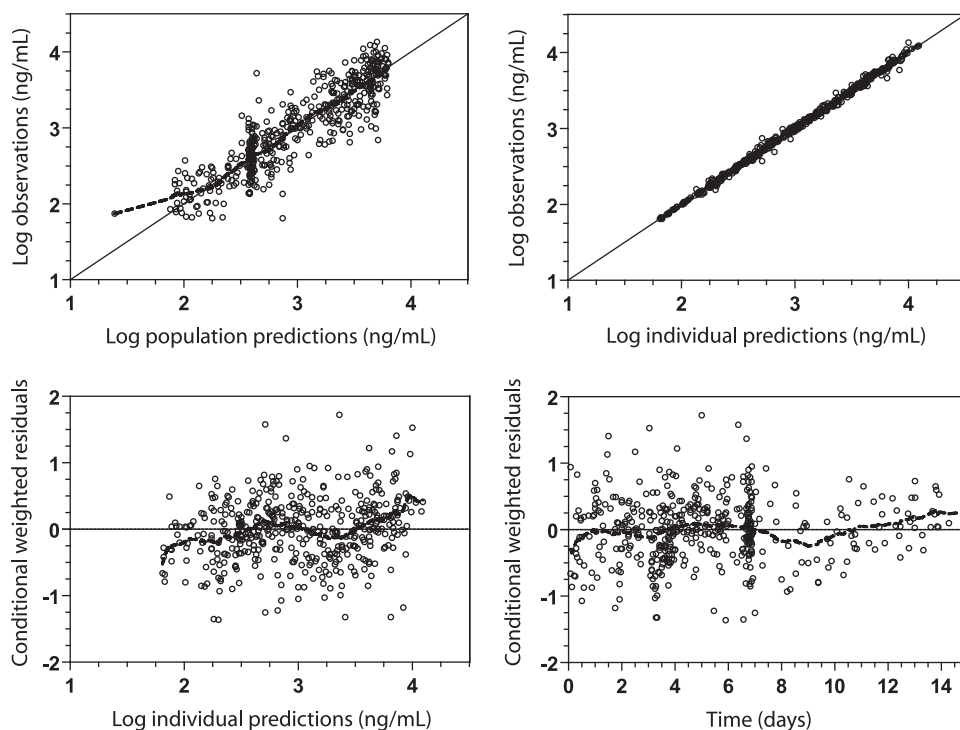 Log observations (ng/mL)
4
3
2
1
1 2 3 4
Log population predictions (ng/mL)
Log observations (ng/mL)
4
3
2
1
1 2 3 4
Log individual predictions (ng/mL)
Conditional weighted residuals
2
1
0
-1
-2
1 2 3 4
Log individual predictions (ng/mL)
Conditional weighted residuals
2
1
0
-1
-2
0 2 4 6 8 10 12 14
Time (days)